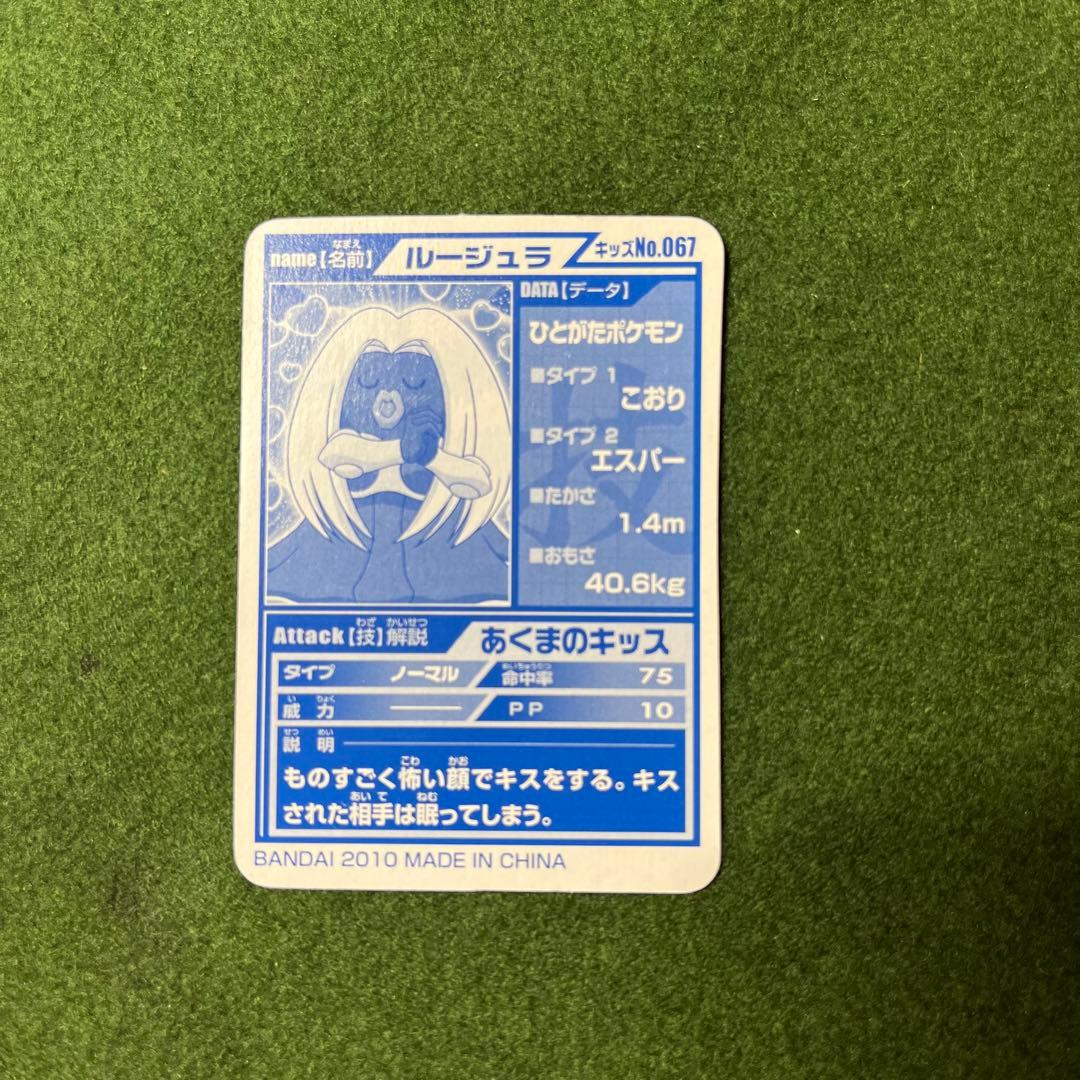 name【名前】 ルージュラ キッズNo.067
なまえ
DATA【データ】
ひとがたポケモン
■タイプ 1
こおり
■タイプ 2
エスパー
■たかさ
1.4m
■おもさ
40.6kg
技
わざ かいせつ
Attack【技】解説 あくまのキッス
めいちゅうりつ
タイプ ノーマル 命中率 75
い りょく
威力 ―― PP 10
せつ めい
説明
こわ かお
ものすごく怖い顔でキスをする。キス
あいて ねむ
された相手は眠ってしまう。
BANDAI 2010 MADE IN CHINA